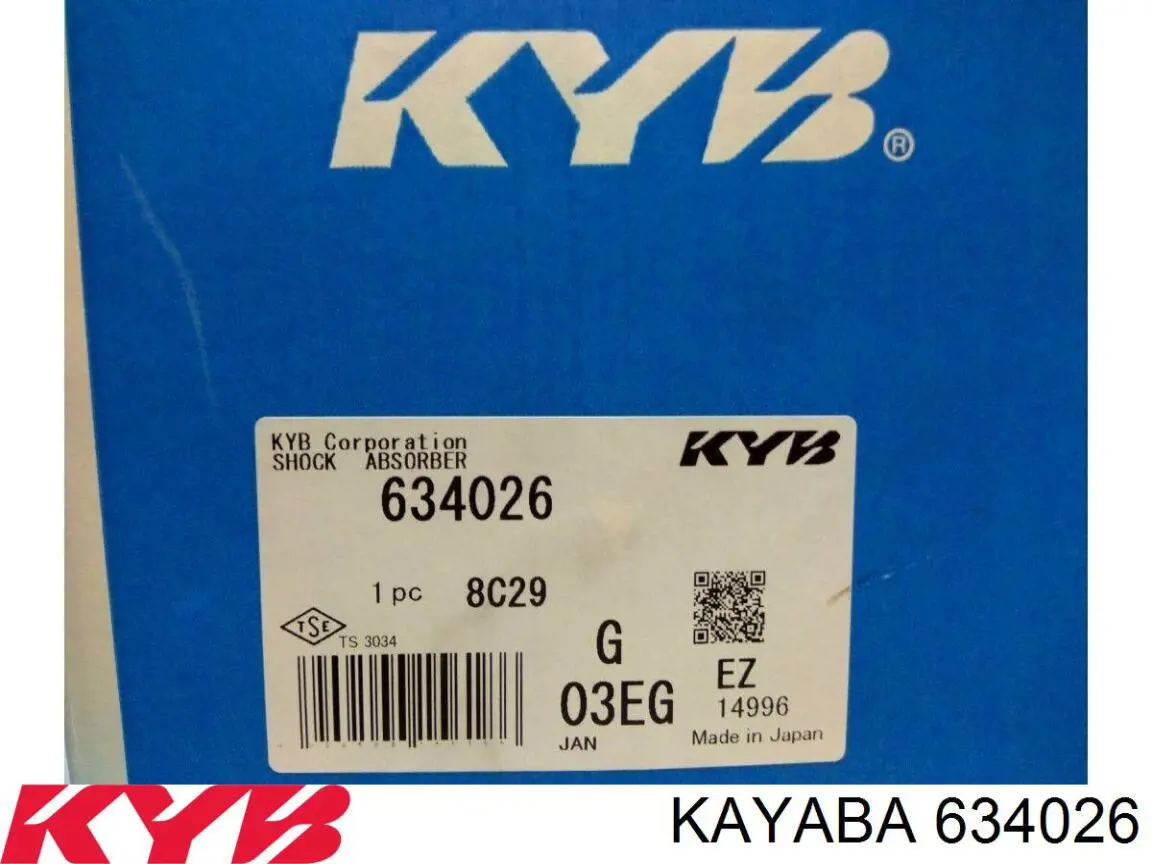 KYB®
KYB Corporation
SHOCK ABSORBER
KYB
634026
1 pc 8C29
TSE
TS 3034
G
03EG
JAN
EZ
14996
Made in Japan
KYB
KAYABA 634026